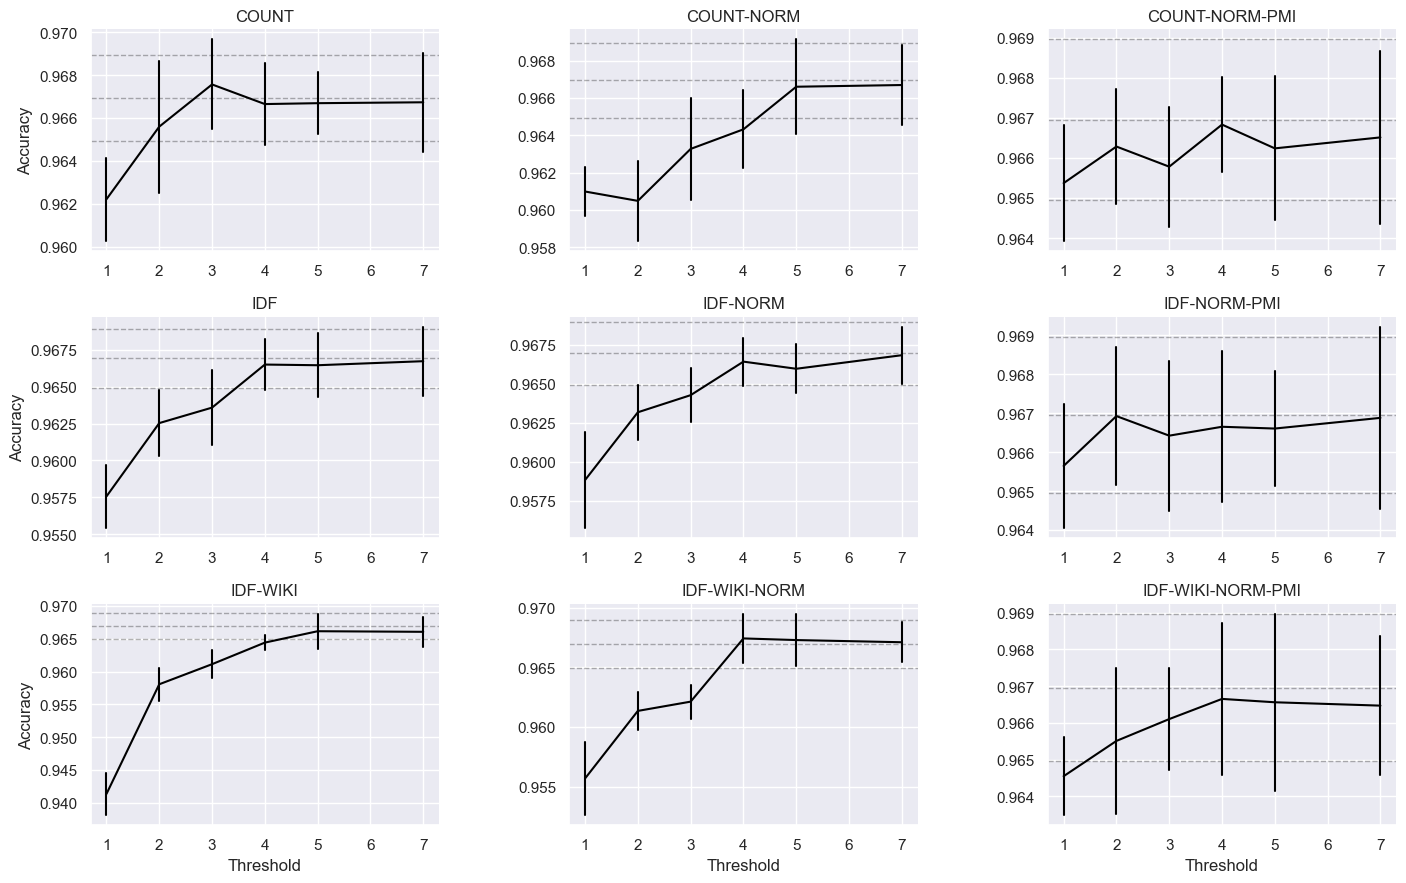 COUNT
COUNT-NORM
COUNT-NORM-PMI
Accuracy
0.970
0.968
0.966
0.964
0.962
0.960
1 2 3 4 5 6 7
0.968
0.966
0.964
0.962
0.960
0.958
1 2 3 4 5 6 7
0.969
0.968
0.967
0.966
0.965
0.964
1 2 3 4 5 6 7
IDF
IDF-NORM
IDF-NORM-PMI
Accuracy
0.9675
0.9650
0.9625
0.9600
0.9575
0.9550
1 2 3 4 5 6 7
0.9675
0.9650
0.9625
0.9600
0.9575
1 2 3 4 5 6 7
0.969
0.968
0.967
0.966
0.965
0.964
1 2 3 4 5 6 7
IDF-WIKI
IDF-WIKI-NORM
IDF-WIKI-NORM-PMI
Accuracy
0.970
0.965
0.960
0.955
0.950
0.945
0.940
1 2 3 4 5 6 7
Threshold
0.970
0.965
0.960
0.955
1 2 3 4 5 6 7
Threshold
0.969
0.968
0.967
0.966
0.965
0.964
1 2 3 4 5 6 7
Threshold